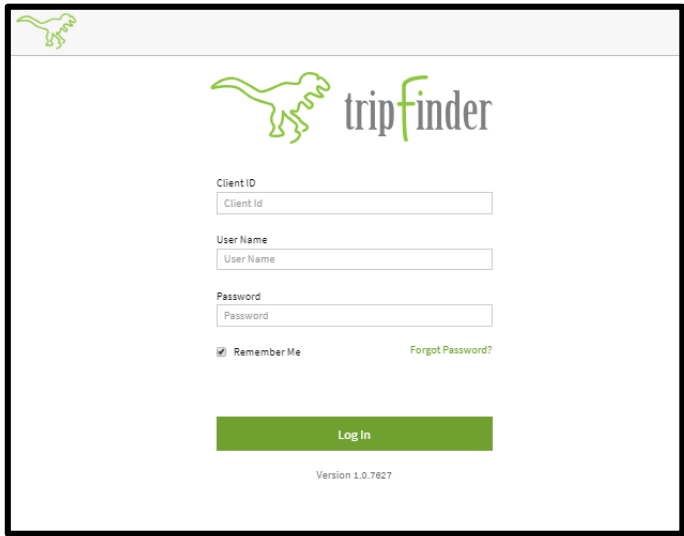 tripfinder
Client ID
Client Id
User Name
User Name
Password
Password
Remember Me Forgot Password?
Log In
Version 1.0.7627